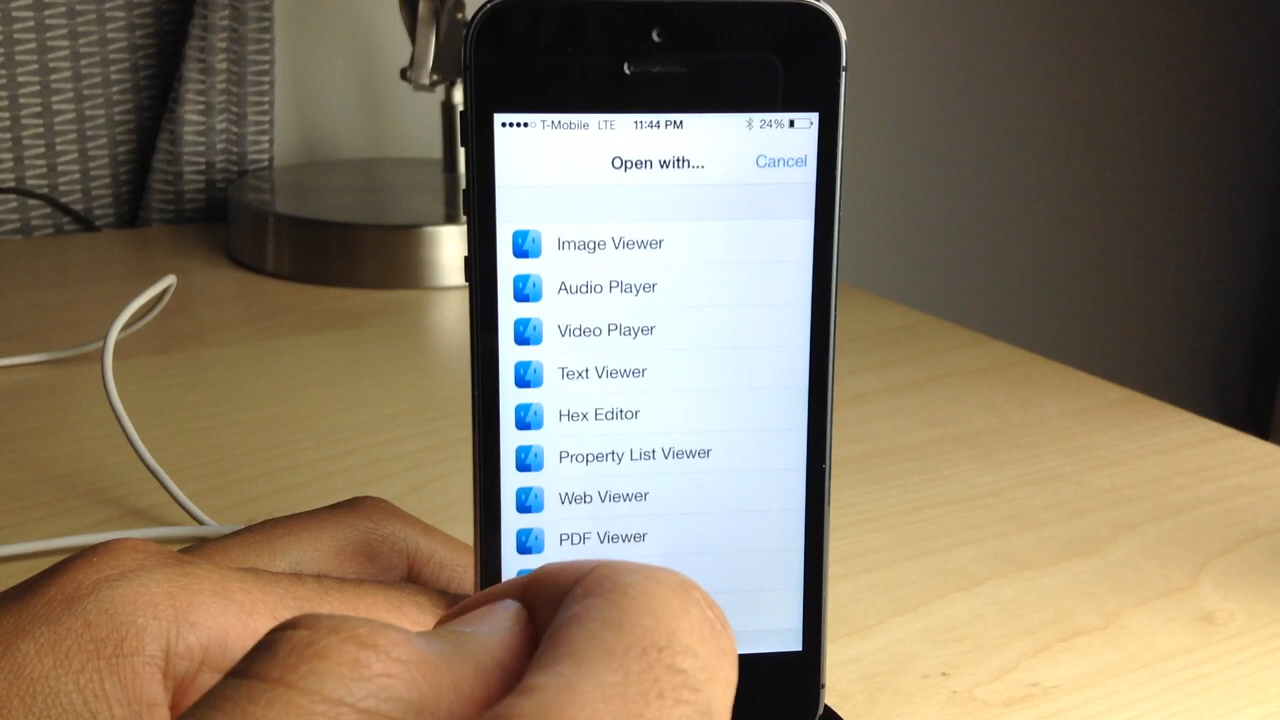 T-Mobile LTE 11:44 PM 24%
Open with... Cancel
Image Viewer
Audio Player
Video Player
Text Viewer
Hex Editor
Property List Viewer
Web Viewer
PDF Viewer